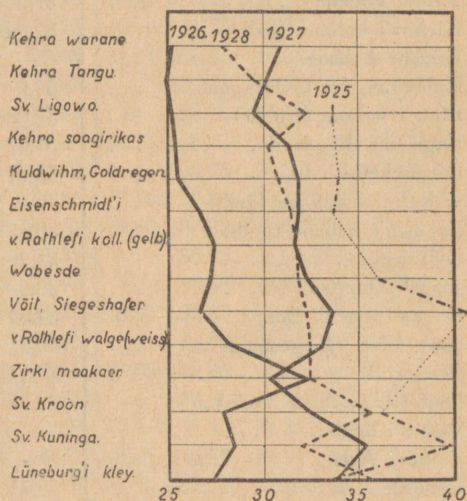 1926. 1928 1927
Kehra warane
Kehra Tangu.
1925
Sv. Ligowo.
Kehra saagirikas
Kuldwihm, Goldregen.
Eisenschmidt'i
v. Rathlefi koll. (gelb)
Wobesde
Võit, Siegeshafer
v. Rathlefi walge (weiss)
Zirki maakaer
Sv. Kroon
Sv. Kuninga.
Lüneburg'i kley.
25 30 35 40